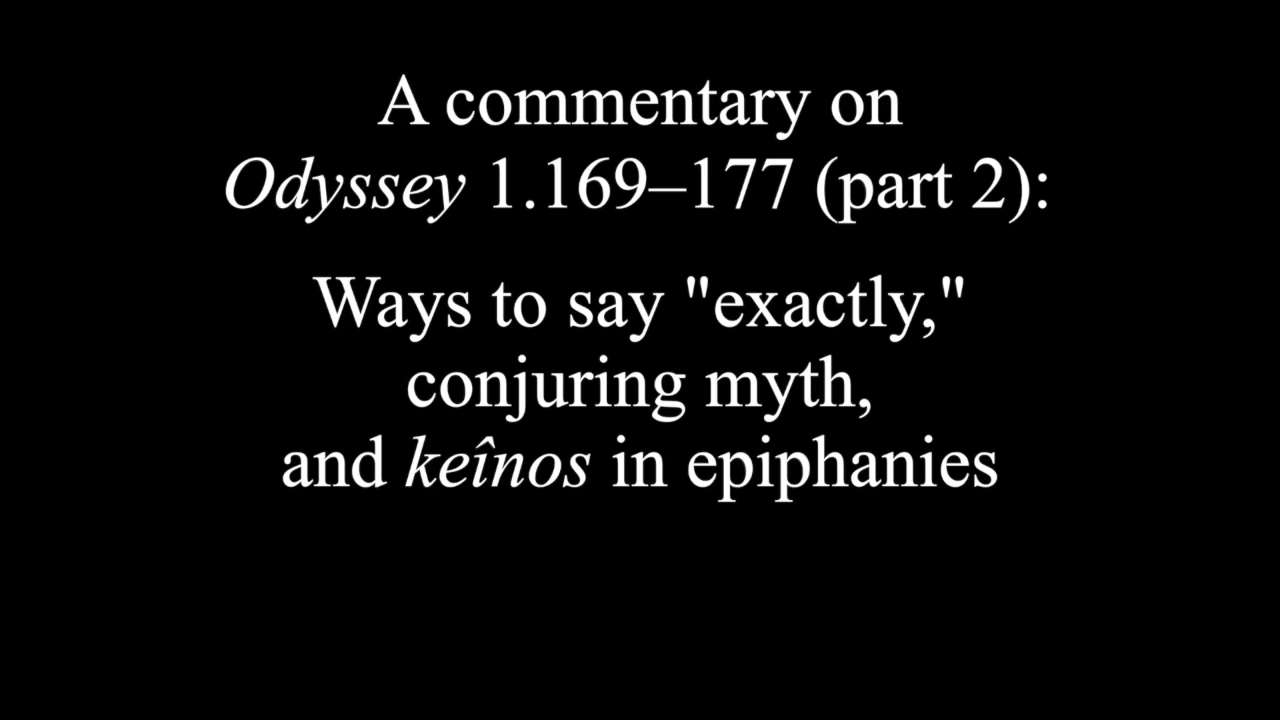 A commentary on
Odyssey 1.169–177 (part 2):
Ways to say "exactly,"
conjuring myth,
and keînos in epiphanies